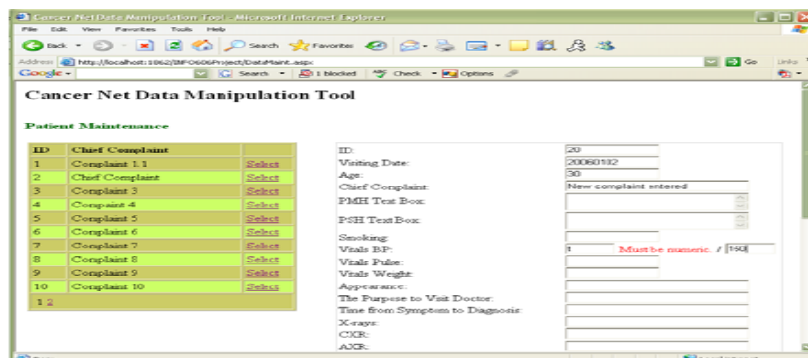 Cancer NetData Manipulation Tool - Microsoft Internet Explorer
File Edit View Favorites Tools Help
Back Search Favorites
Address http://localhost:1862/INFO606Project/DataMaint.aspx Go Links
Google - Search 1 blocked Check Options
Cancer Net Data Manipulation Tool
Patient Maintenance
ID Chief Complaint
1 Complaint 1.1 Select
2 Chief Complaint Select
3 Complaint 3 Select
4 Compaint 4 Select
5 Complaint 5 Select
6 Complaint 6 Select
7 Complaint 7 Select
8 Complaint 8 Select
9 Complaint 9 Select
10 Complaint 10 Select
1 2
ID: 20
Visiting Date: 20060102
Age: 30
Chief Complaint: New complaint entered
PMH Text Box:
PSH Text Box:
Smoking:
Vitals BP: Must be numeric. / 150
Vitals Pulse:
Vitals Weight:
Appearance:
The Purpose to Visit Doctor:
Time from Symptom to Diagnosis:
X-rays:
CXR:
AXR: